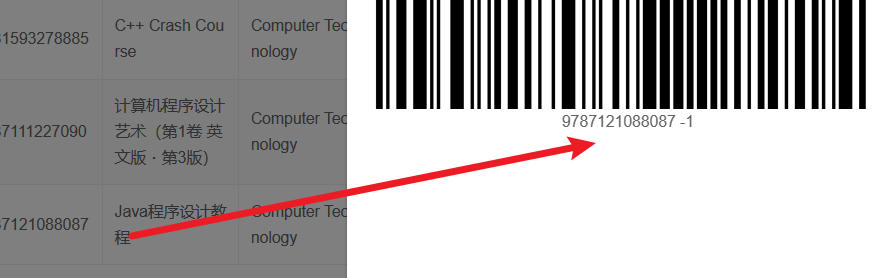 1593278885
C++ Crash Cou
rse
Computer Tec
nology
7111227090
计算机程序设计
艺术（第1卷 英
文版·第3版）
Computer Tec
nology
7121088087
Java程序设计教
程
Computer Tec
nology
9787121088087 -1